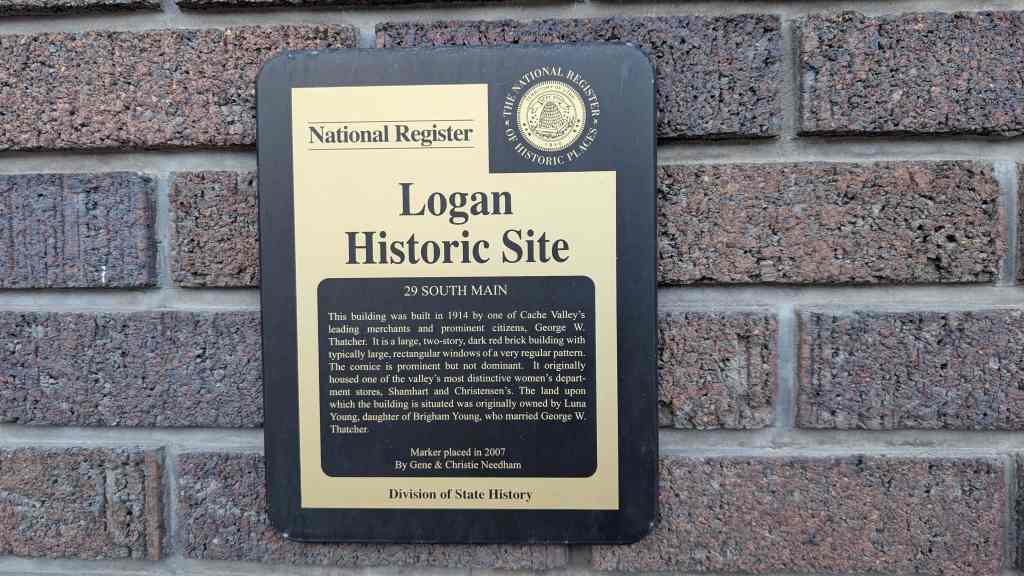 National Register
THE NATIONAL REGISTER
OF HISTORIC PLACES
Logan
Historic Site
29 SOUTH MAIN
This building was built in 1914 by one of Cache Valley's
leading merchants and prominent citizens, George W.
Thatcher. It is a large, two-story, dark red brick building with
typically large, rectangular windows of a very regular pattern.
The cornice is prominent but not dominant. It originally
housed one of the valley's most distinctive women's depart-
ment stores, Shamhart and Christensen's. The land upon
which the building is situated was originally owned by Luna
Young, daughter of Brigham Young, who married George W.
Thatcher.
Marker placed in 2007
By Gene & Christie Needham
Division of State History